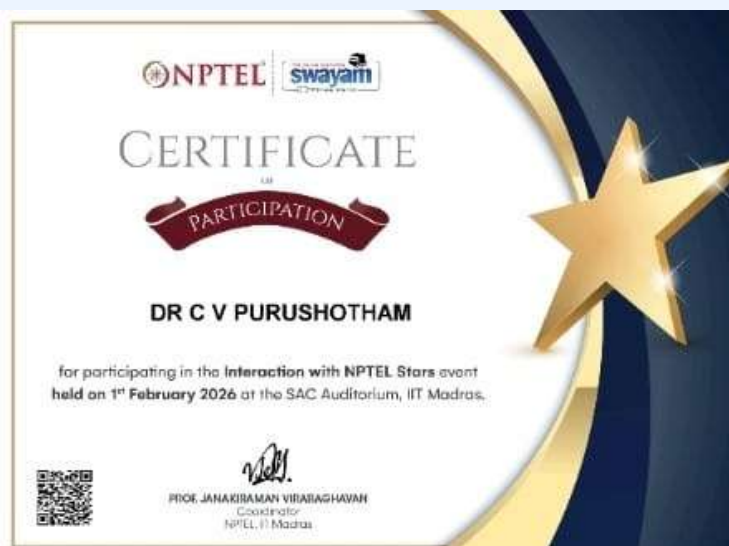 NPTEL
swayam
CERTIFICATE
OF
PARTICIPATION
DR C V PURUSHOTHAM
for participating in the Interaction with NPTEL Stars event
held on 1st February 2026 at the SAC Auditorium, IIT Madras.
PROF. JANAKIRAMAN VIRARAGHAVAN
Coordinator
NPTEL, IIT Madras